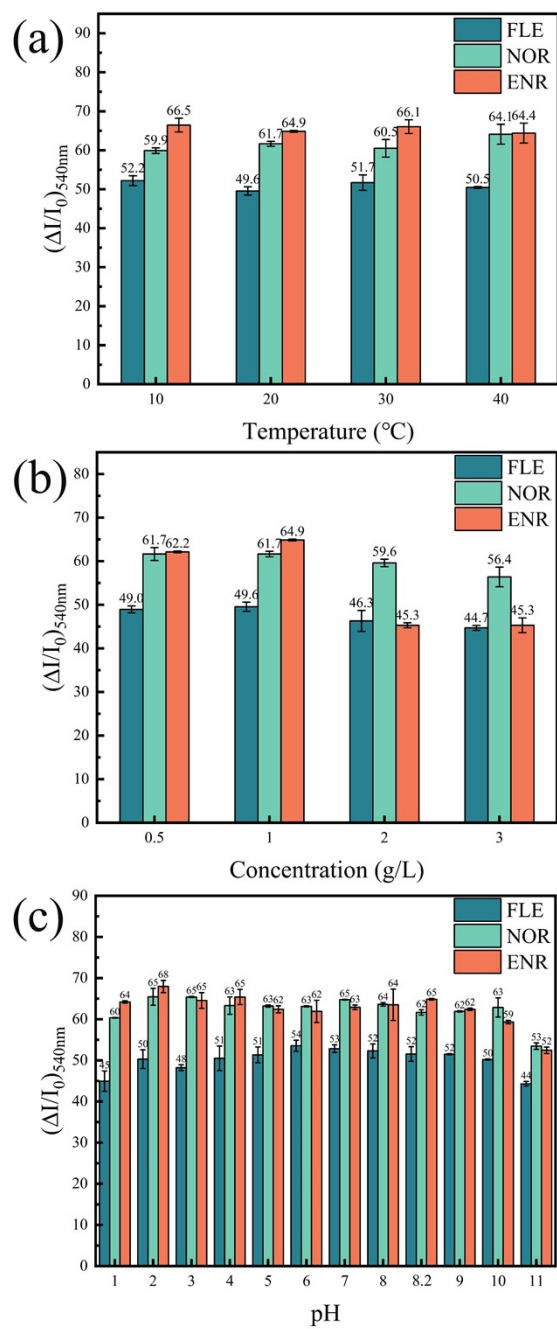 (a)
FLE
NOR
ENR
90
80
70
60
50
40
30
20
10
0
52.2 59.9 66.5 49.6 61.7 64.9 51.7 60.5 66.1 50.5 64.1 64.4
(ΔI/I0)540nm
10 20 30 40
Temperature (℃)
(b)
FLE
NOR
ENR
80
70
60
50
40
30
20
10
0
49.0 61.7 62.2 49.6 61.7 64.9 46.3 59.6 45.3 44.7 56.4 45.3
(ΔI/I0)540nm
0.5 1 2 3
Concentration (g/L)
(c)
FLE
NOR
ENR
90
80
70
60
50
40
30
20
10
0
45 60 64 50 65 68 48 65 65 51 63 65 51 63 62 54 63 62 53 65 63 52 64 64 52 62 65 52 62 62 50 63 59 44 53 52
(ΔI/I0)540nm
1 2 3 4 5 6 7 8 8.2 9 10 11
pH